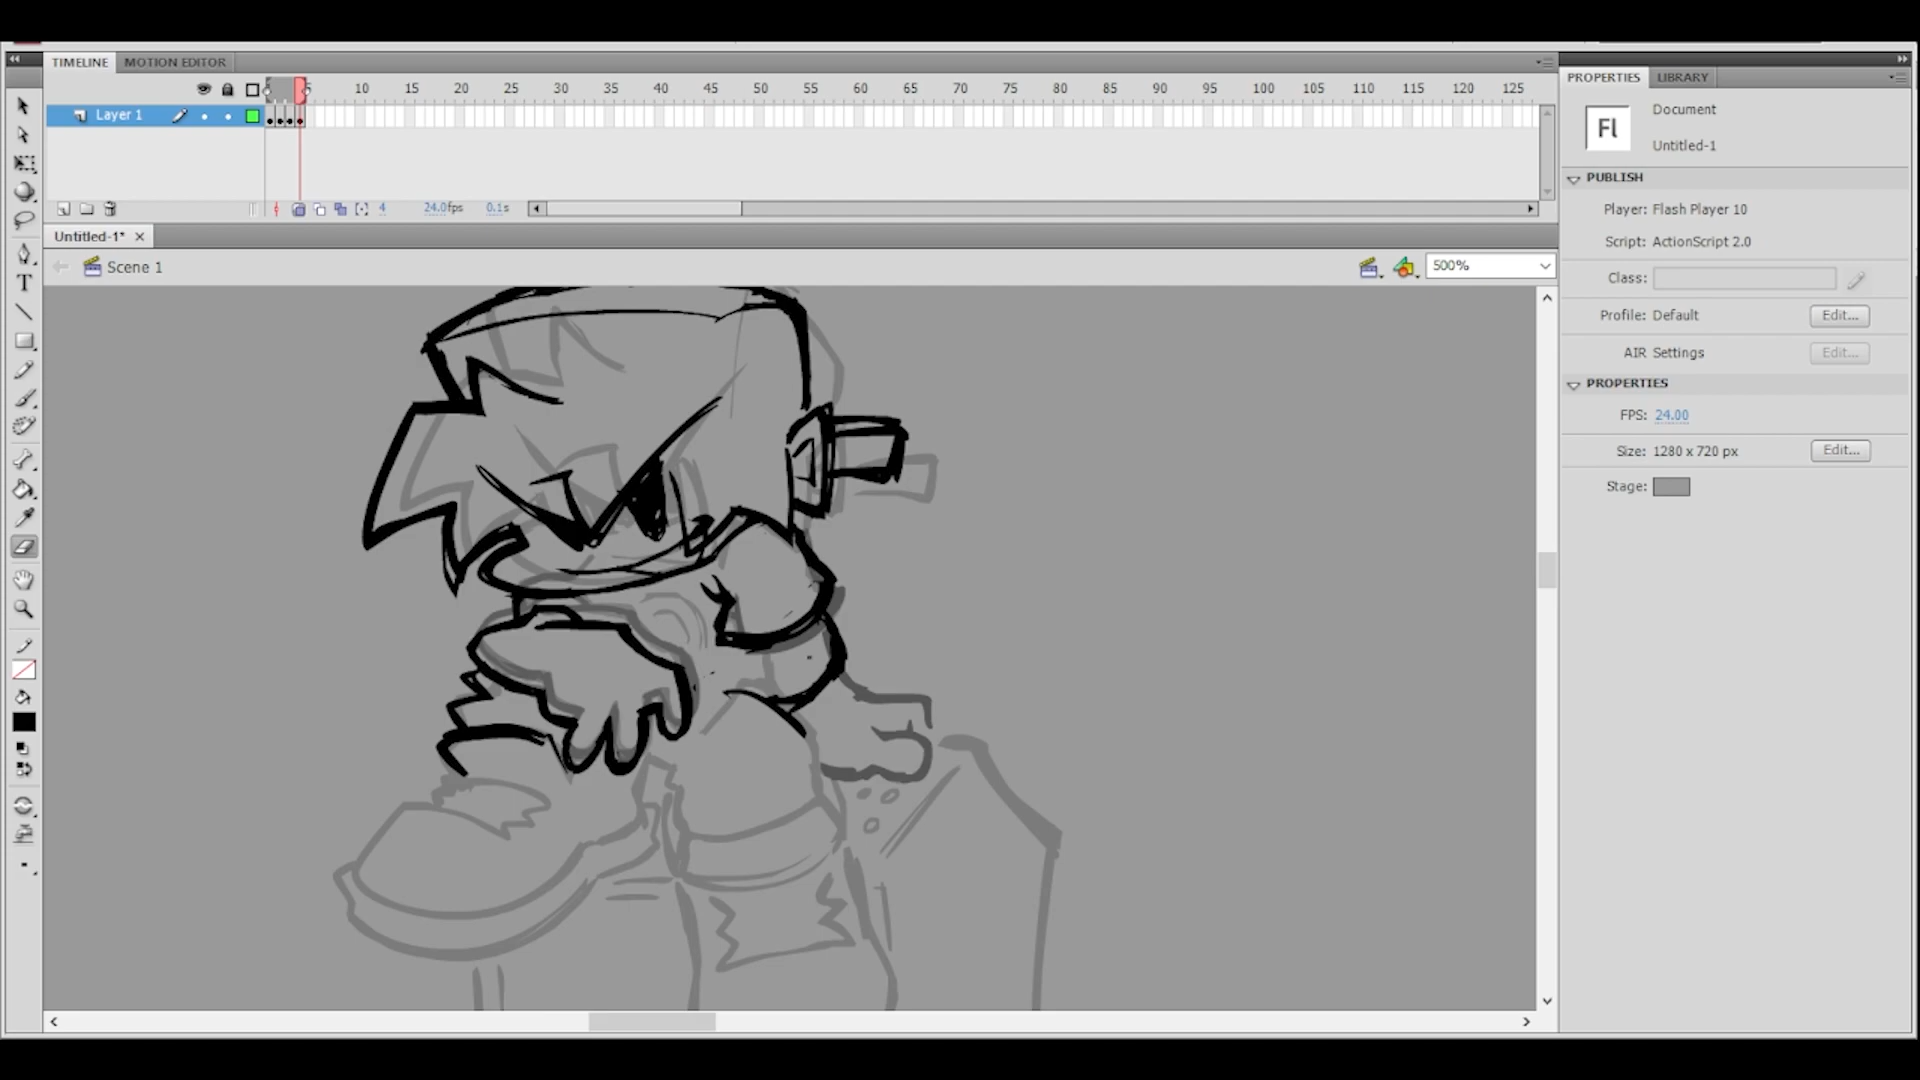 TIMELINE MOTION EDITOR
5 10 15 20 25 30 35 40 45 50 55 60 65 70 75 80 85 90 95 100 105 110 115 120 125
Layer 1
4 24.0fps 0.1s
Untitled-1* ×
Scene 1
500%
T
PROPERTIES LIBRARY
Fl
Document
Untitled-1
PUBLISH
Player: Flash Player 10
Script: ActionScript 2.0
Class:
Profile: Default Edit...
AIR Settings Edit...
PROPERTIES
FPS: 24.00
Size: 1280 x 720 px Edit...
Stage: